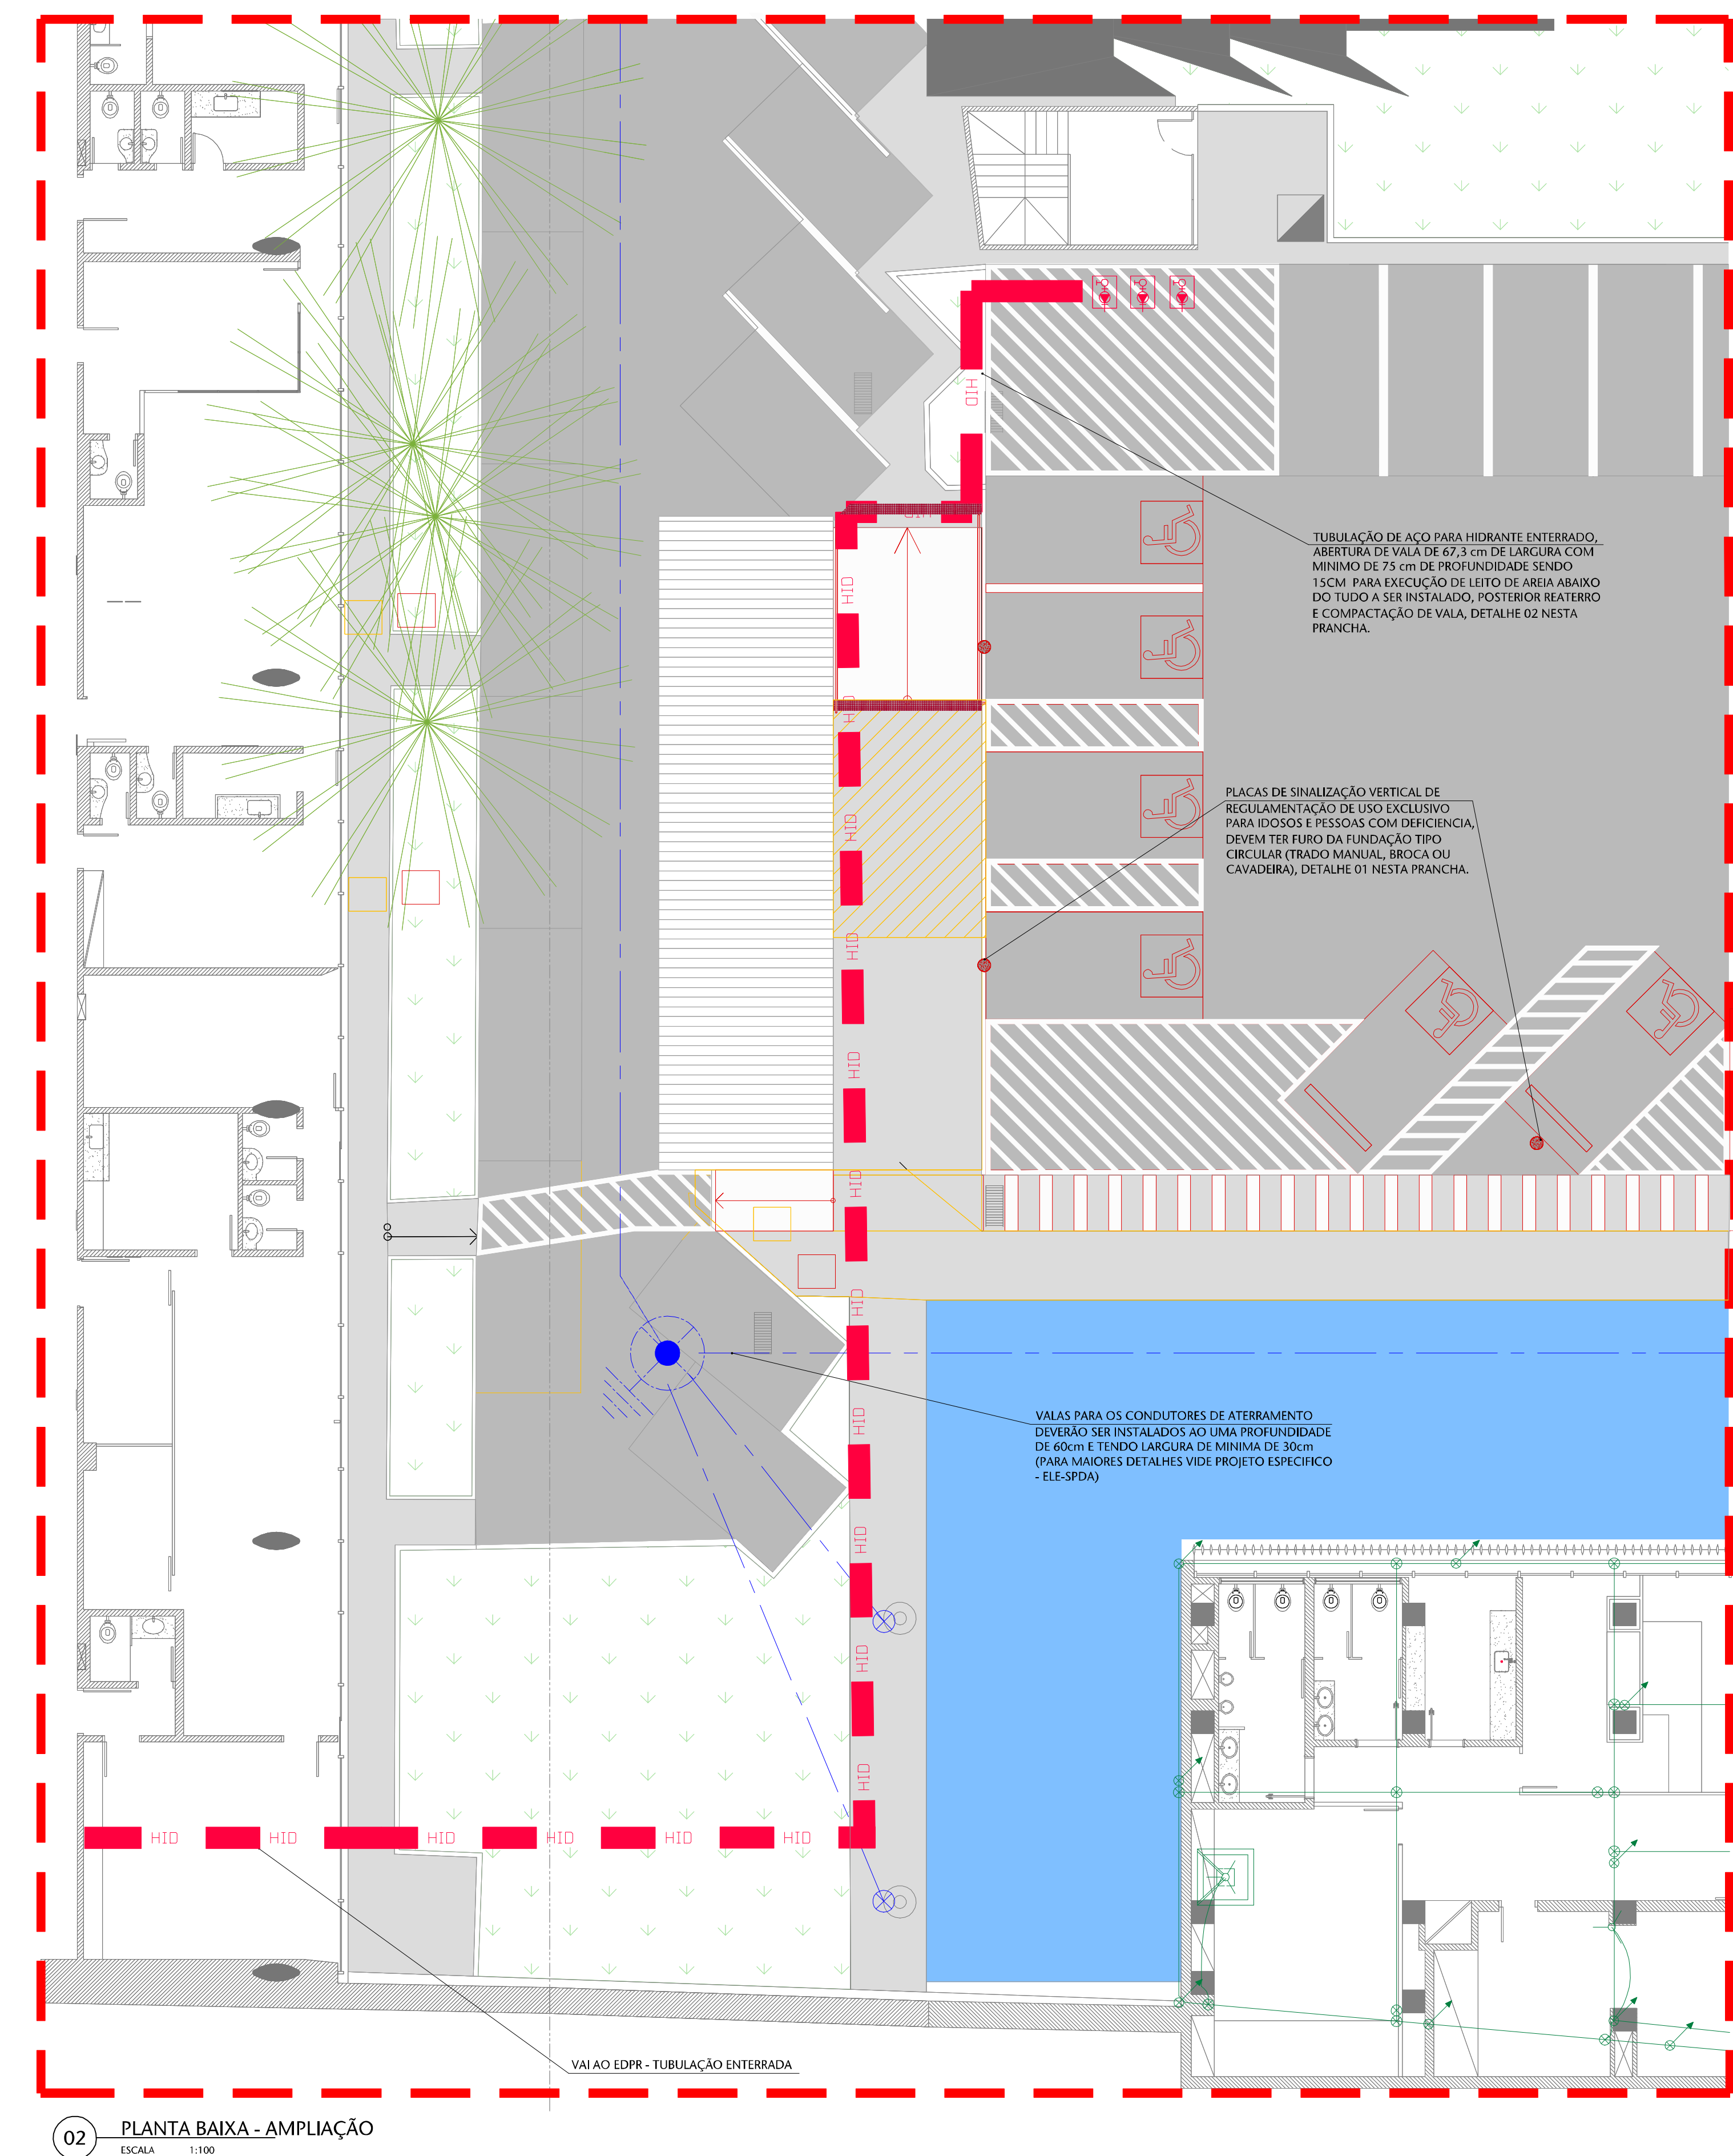 HID
HID
HID
HID
TUBULAÇÃO DE AÇO PARA HIDRANTE ENTERRADO,
ABERTURA DE VALA DE 67,3 cm DE LARGURA COM
MINIMO DE 75 cm DE PROFUNDIDADE SENDO
15CM PARA EXECUÇÃO DE LEITO DE AREIA ABAIXO
DO TUDO A SER INSTALADO, POSTERIOR REATERRO
E COMPACTAÇÃO DE VALA, DETALHE 02 NESTA
PRANCHA.
PLACAS DE SINALIZAÇÃO VERTICAL DE
REGULAMENTAÇÃO DE USO EXCLUSIVO
PARA IDOSOS E PESSOAS COM DEFICIENCIA,
DEVEM TER FURO DA FUNDAÇÃO TIPO
CIRCULAR (TRADO MANUAL, BROCA OU
CAVADEIRA), DETALHE 01 NESTA PRANCHA.
HID
HID
HID
HID
HID
HID
VALAS PARA OS CONDUTORES DE ATERRAMENTO
DEVERÃO SER INSTALADOS AO UMA PROFUNDIDADE
DE 60cm E TENDO LARGURA DE MINIMA DE 30cm
(PARA MAIORES DETALHES VIDE PROJETO ESPECIFICO
- ELE-SPDA)
HID
HID
HID
HID
HID HID HID HID HID HID
VAI AO EDPR - TUBULAÇÃO ENTERRADA
02 PLANTA BAIXA - AMPLIAÇÃO
ESCALA 1:100